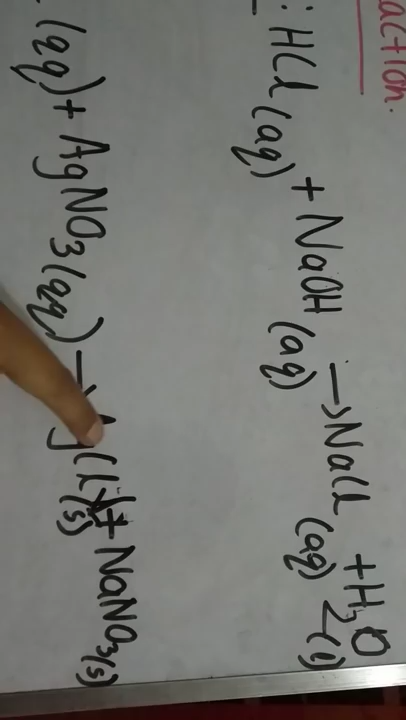 action.
: HCl (aq) + NaOH (aq) → NaCl (aq) + H2O (l)
(aq) + AgNO3 (aq) → AgCl (s) + NaNO3 (s)